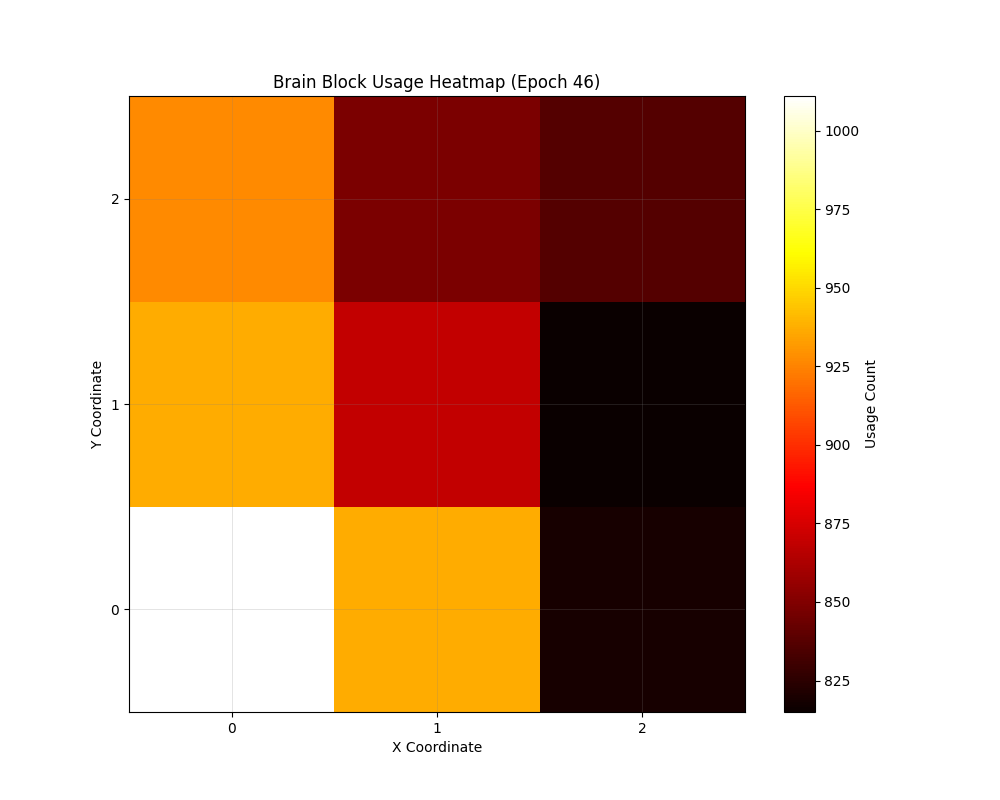 Brain Block Usage Heatmap (Epoch 46)
2
1
0
Y Coordinate
0 1 2
X Coordinate
1000
975
950
925
900
875
850
825
Usage Count